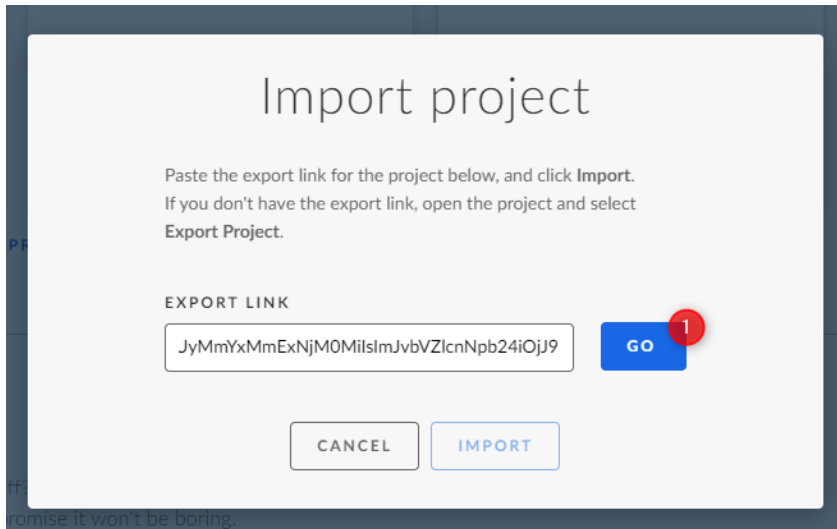 Import project
Paste the export link for the project below, and click Import.
If you don't have the export link, open the project and select
Export Project.
PR
EXPORT LINK
JyMmYxMmExNjM0MiIsImJvbVZlcnNpb24iOjJ9
GO
1
CANCEL
IMPORT
ff?
romise it won't be boring.